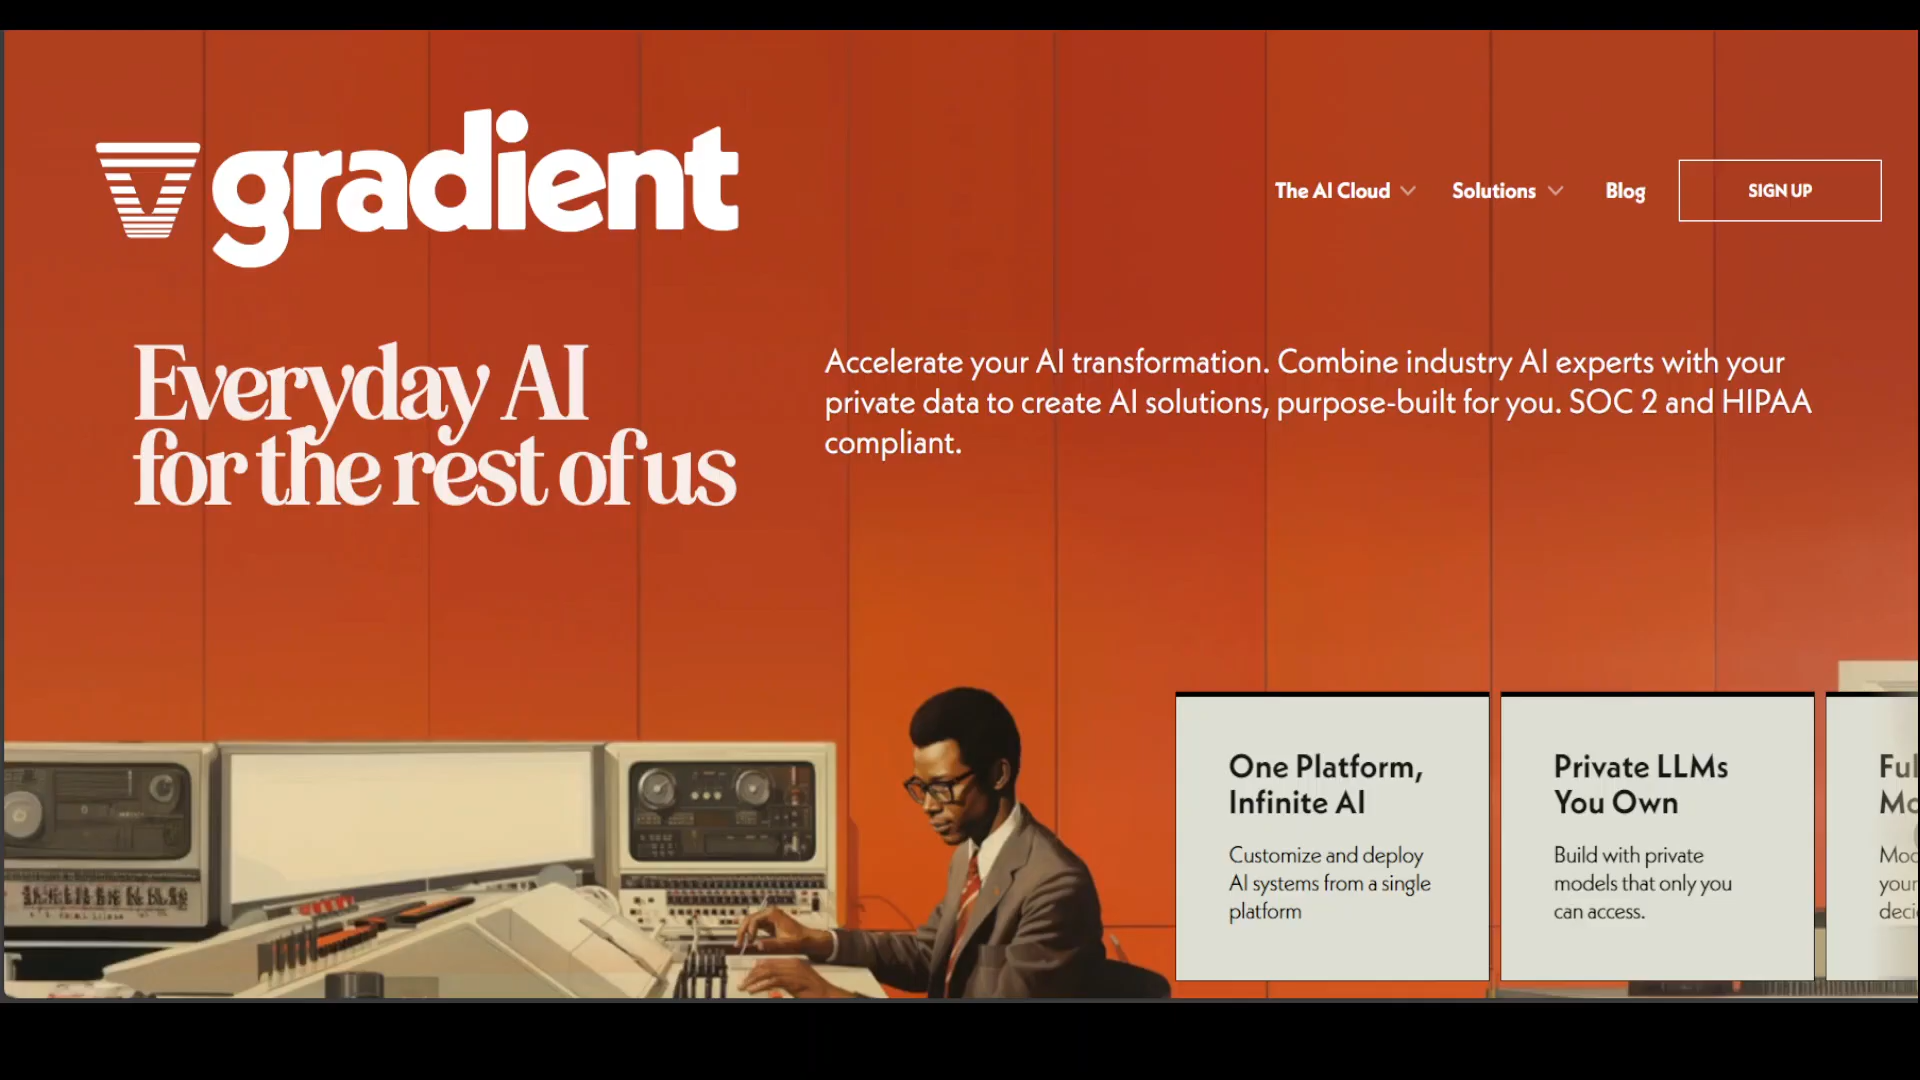 gradient
The AI Cloud
Solutions
Blog
SIGN UP
Everyday AI
for the rest of us
Accelerate your AI transformation. Combine industry AI experts with your
private data to create AI solutions, purpose-built for you. SOC 2 and HIPAA
compliant.
One Platform,
Infinite AI
Customize and deploy
AI systems from a single
platform
Private LLMs
You Own
Build with private
models that only you
can access.
your